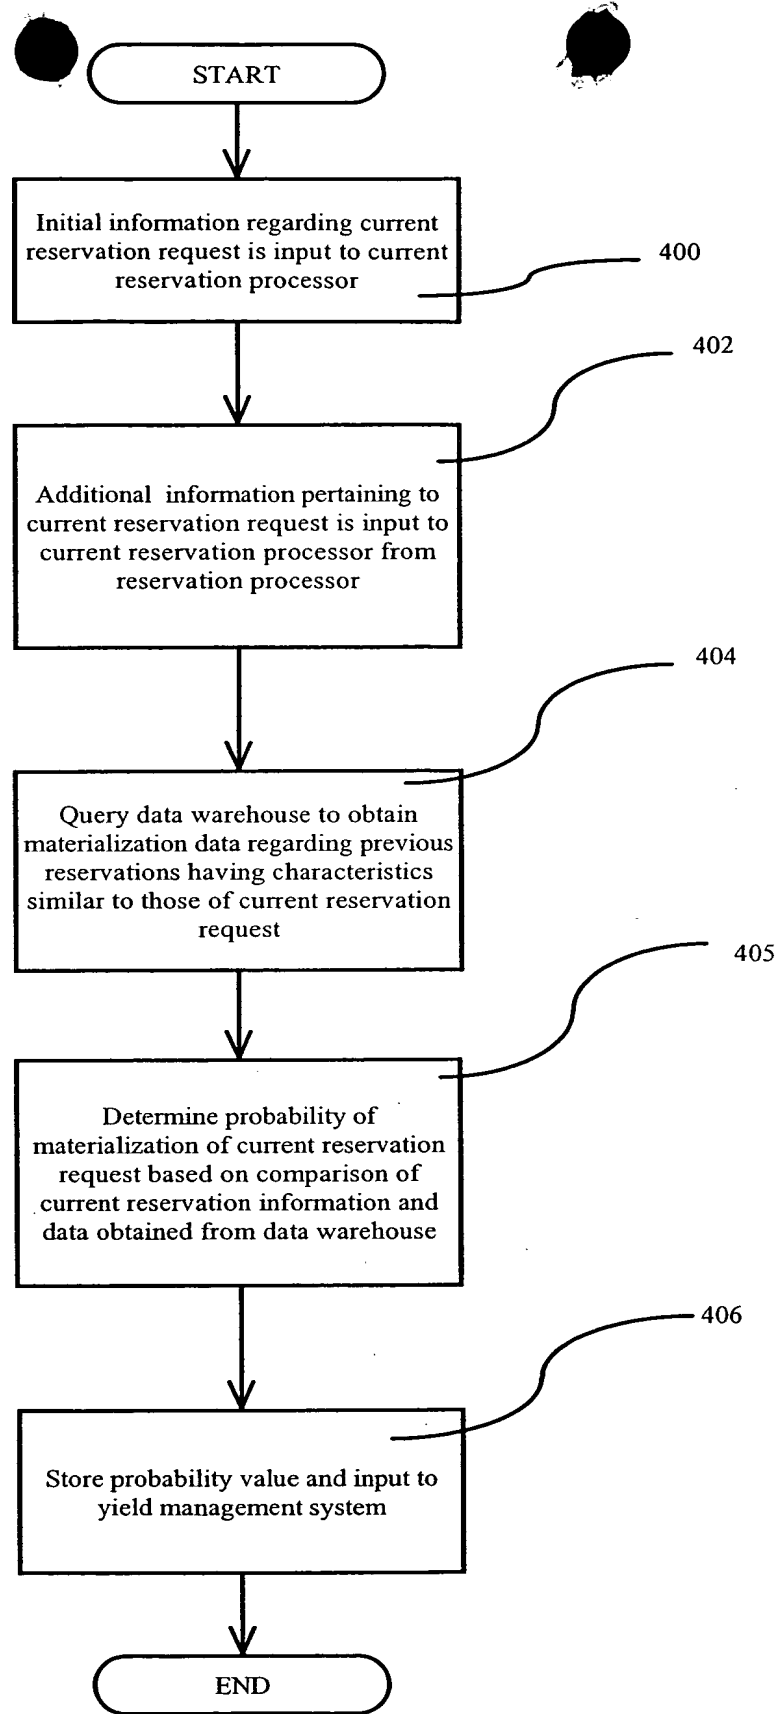 START
Initial information regarding current
reservation request is input to current
reservation processor
400
402
Additional information pertaining to
current reservation request is input to
current reservation processor from
reservation processor
404
Query data warehouse to obtain
materialization data regarding previous
reservations having characteristics
similar to those of current reservation
request
405
Determine probability of
materialization of current reservation
request based on comparison of
current reservation information and
data obtained from data warehouse
406
Store probability value and input to
yield management system
END